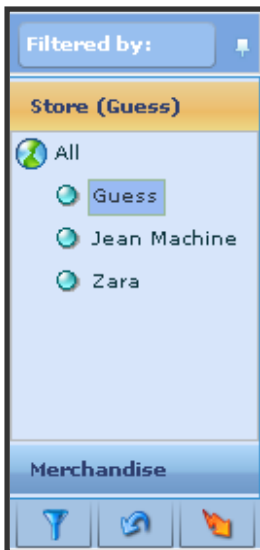 Filtered by:
Store (Guess)
All
Guess
Jean Machine
Zara
Merchandise